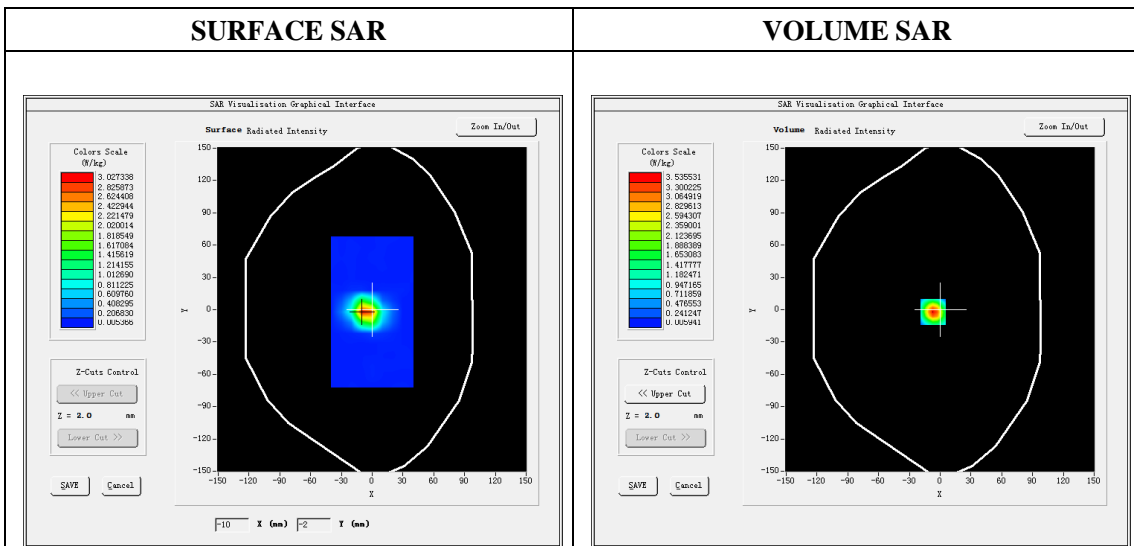 SURFACE SAR
VOLUME SAR
SAR Visualisation Graphical Interface
Surface Radiated Intensity
Zoom In/Out
Colors Scale
(W/kg)
3.027338
2.825873
2.624408
2.422944
2.221479
2.020014
1.818549
1.617084
1.415619
1.214155
1.012690
0.811225
0.609760
0.408295
0.206830
0.005366
150
120
90
60
30
0
-30
-60
-90
-120
-150
Y
-150 -120 -90 -60 -30 0 30 60 90 120 150
X
Z-Cuts Control
<< Upper Cut
Z = 2.0 mm
Lower Cut >>
SAVE Cancel
-10 X (mm) -2 Y (mm)
SAR Visualisation Graphical Interface
Volume Radiated Intensity
Zoom In/Out
Colors Scale
(W/kg)
3.535531
3.300225
3.064919
2.829613
2.594307
2.359001
2.123695
1.888389
1.653083
1.417777
1.182471
0.947165
0.711859
0.476553
0.241247
0.005941
150
120
90
60
30
0
-30
-60
-90
-120
-150
Y
-150 -120 -90 -60 -30 0 30 60 90 120 150
X
Z-Cuts Control
<< Upper Cut
Z = 2.0 mm
Lower Cut >>
SAVE Cancel